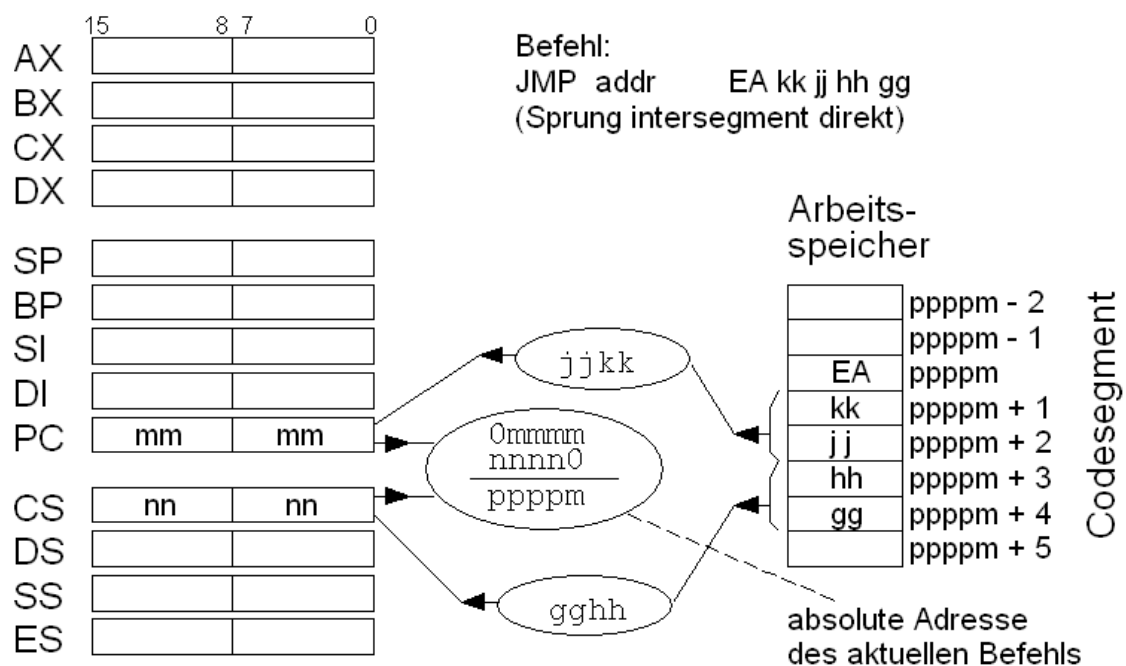 15 8 7 0
AX
BX
CX
DX
SP
BP
SI
DI
PC mm mm
CS nn nn
DS
SS
ES
Befehl:
JMP addr EA kk jj hh gg
(Sprung intersegment direkt)
jjkk
0mmmm
nnnn0
ppppm
gghh
Arbeits-
speicher
ppppm - 2
ppppm - 1
EA ppppm
kk ppppm + 1
jj ppppm + 2
hh ppppm + 3
gg ppppm + 4
ppppm + 5
Codesegment
absolute Adresse
des aktuellen Befehls